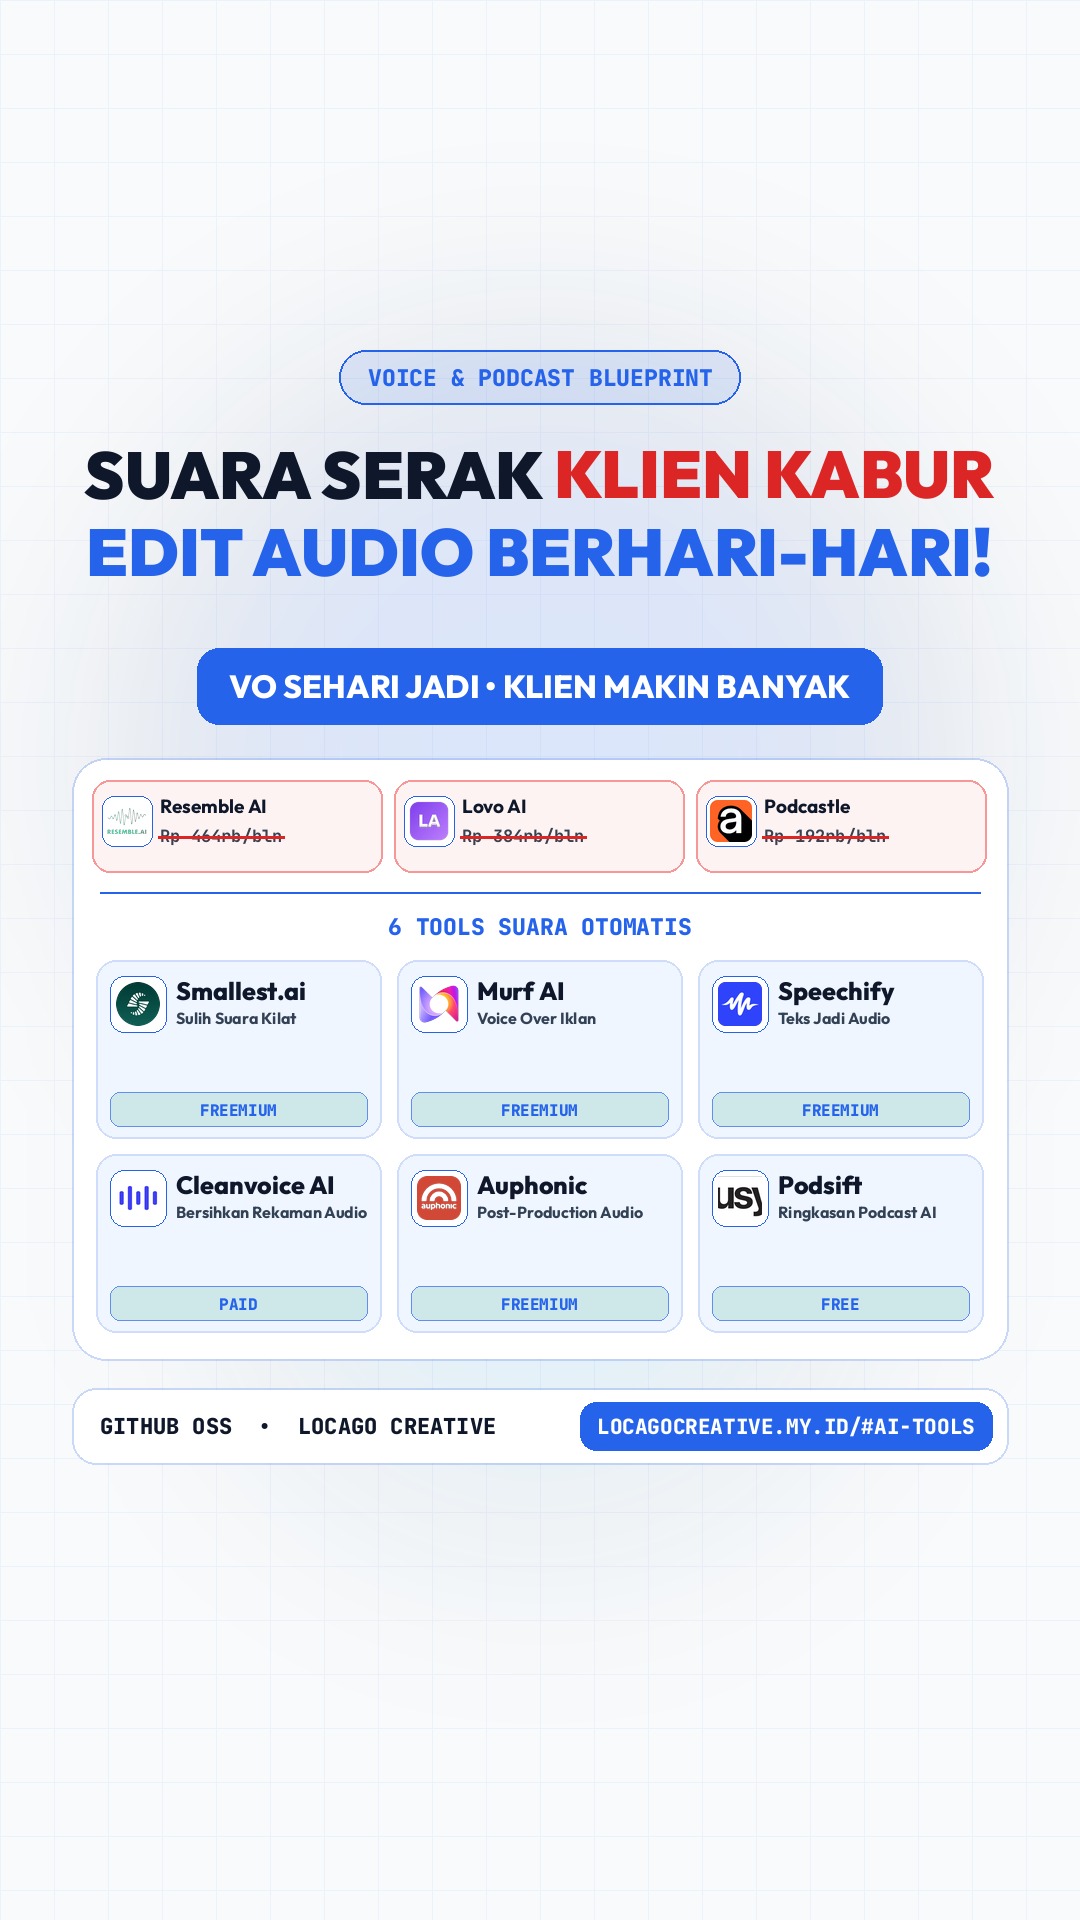 VOICE & PODCAST BLUEPRINT
SUARA SERAK KLIEN KABUR
EDIT AUDIO BERHARI-HARI!
VO SEHARI JADI • KLIEN MAKIN BANYAK
RESEMBLE.AI
Resemble AI
Rp 464rb/bln
LA
Lovo AI
Rp 384rb/bln
a
Podcastle
Rp 192rb/bln
6 TOOLS SUARA OTOMATIS
Smallest.ai
Sulih Suara Kilat
FREEMIUM
Murf AI
Voice Over Iklan
FREEMIUM
Speechify
Teks Jadi Audio
FREEMIUM
Cleanvoice AI
Bersihkan Rekaman Audio
PAID
auphonic
Auphonic
Post-Production Audio
FREEMIUM
usy
Podsift
Ringkasan Podcast AI
FREE
GITHUB OSS • LOCAGO CREATIVE
LOCAGOCREATIVE.MY.ID/#AI-TOOLS